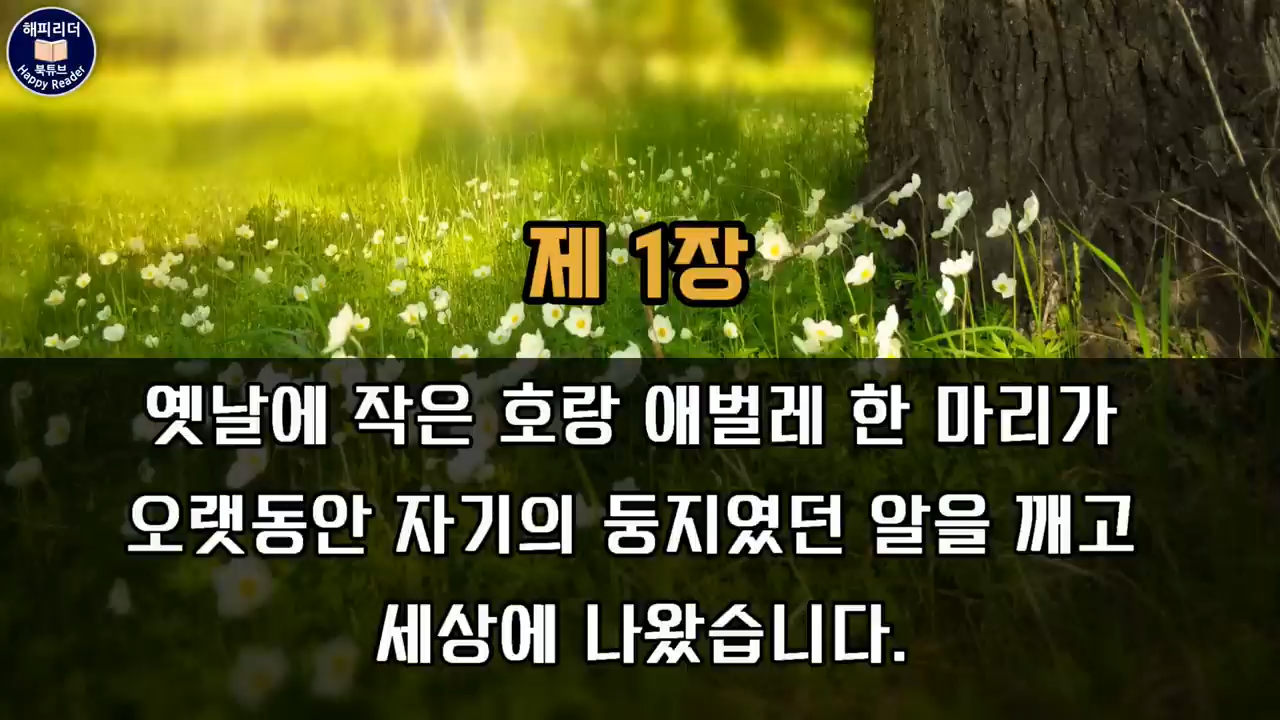 해피리더
북튜브
Happy Reader
제 1장
옛날에 작은 호랑 애벌레 한 마리가
오랫동안 자기의 둥지였던 알을 깨고
세상에 나왔습니다.